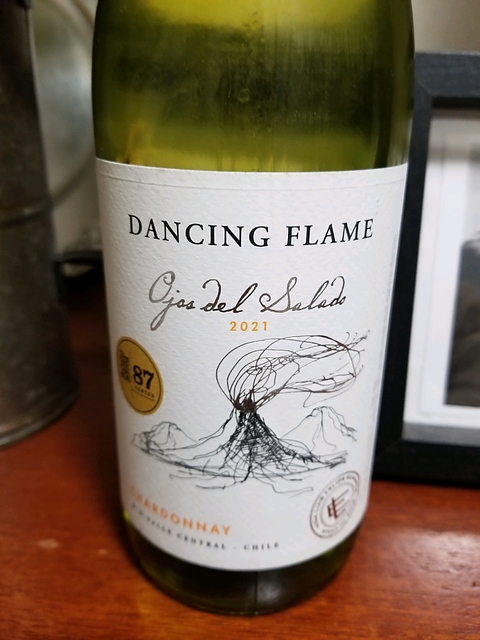 DANCING FLAME
Ojos del Salado
2021
87
CHARDONNAY
VALLE CENTRAL - CHILE